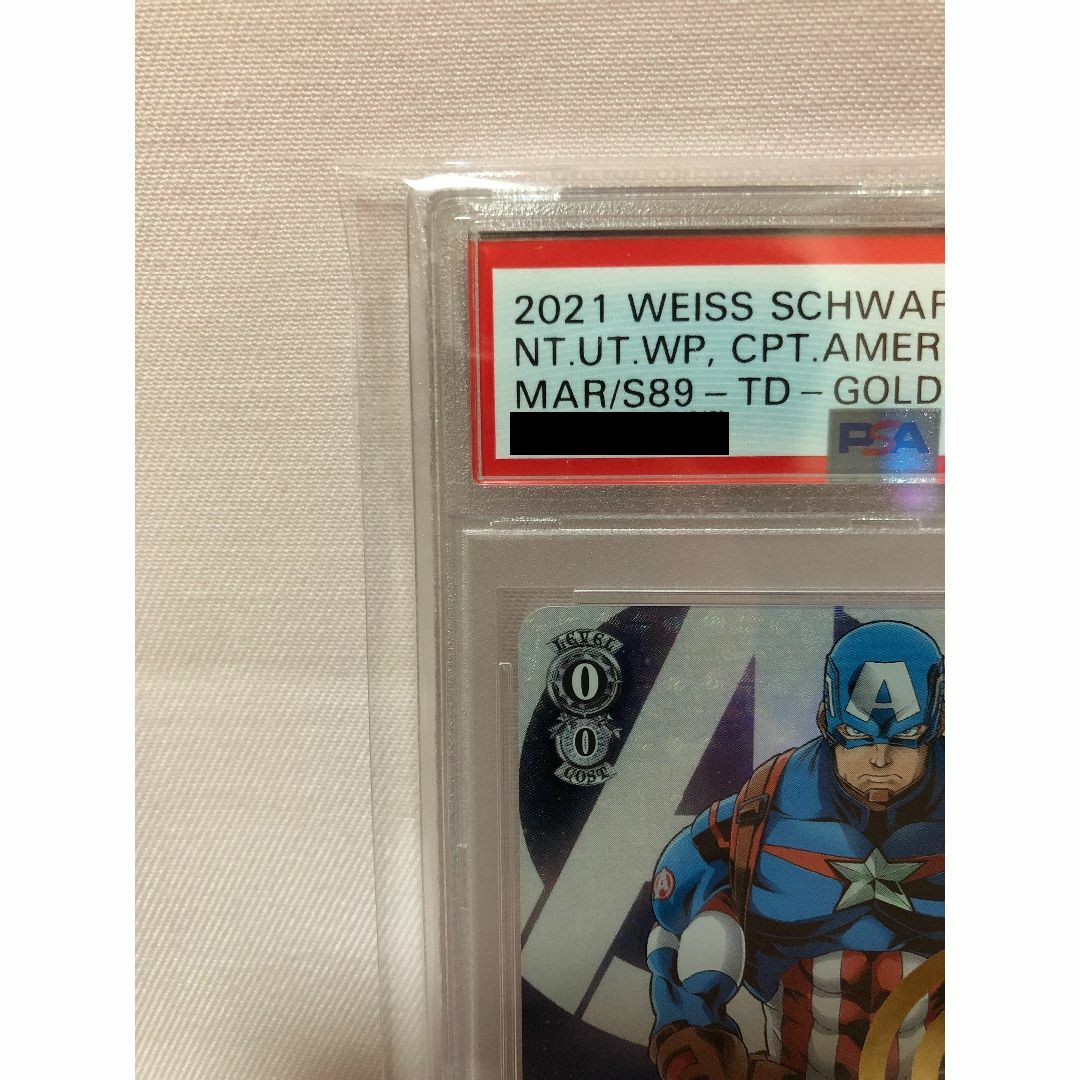 2021 WEISS SCHWAR
NT.UT.WP, CPT.AMER
MAR/S89 – TD – GOLD
PSA
LEVEL
0
0
COST
A
A